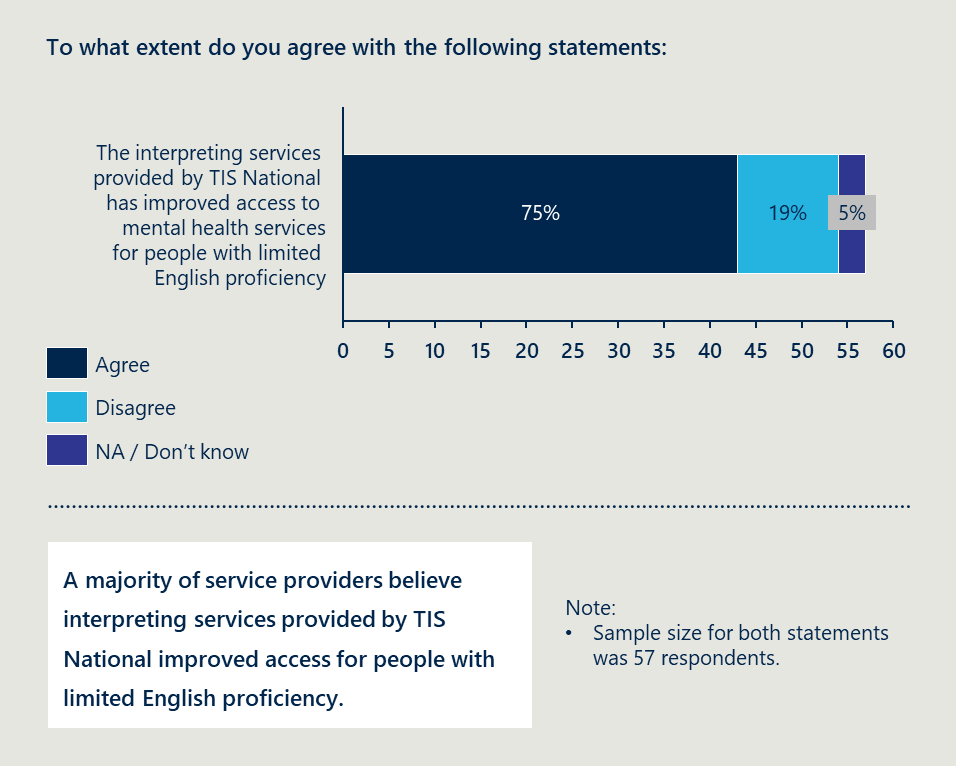 To what extent do you agree with the following statements:
The interpreting services
provided by TIS National
has improved access to
mental health services
for people with limited
English proficiency
75%
19%
5%
0 5 10 15 20 25 30 35 40 45 50 55 60
Agree
Disagree
NA / Don’t know
A majority of service providers believe
interpreting services provided by TIS
National improved access for people with
limited English proficiency.
Note:
• Sample size for both statements
was 57 respondents.